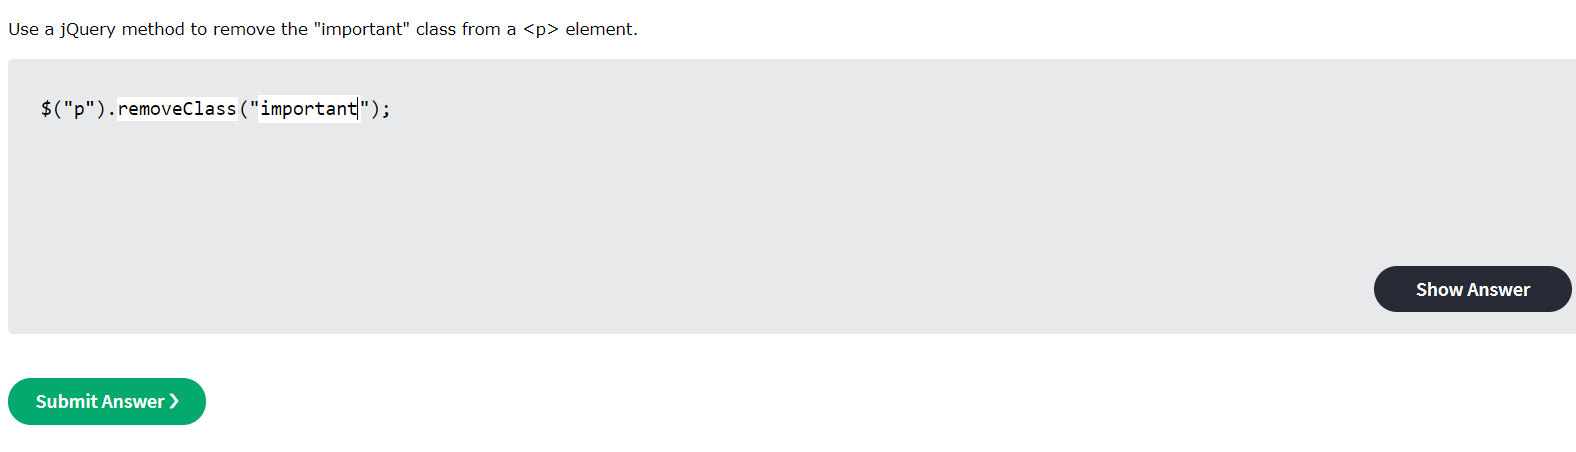 Use a jQuery method to remove the "important" class from a <p> element.
$("p").removeClass("important");
Show Answer
Submit Answer ❯